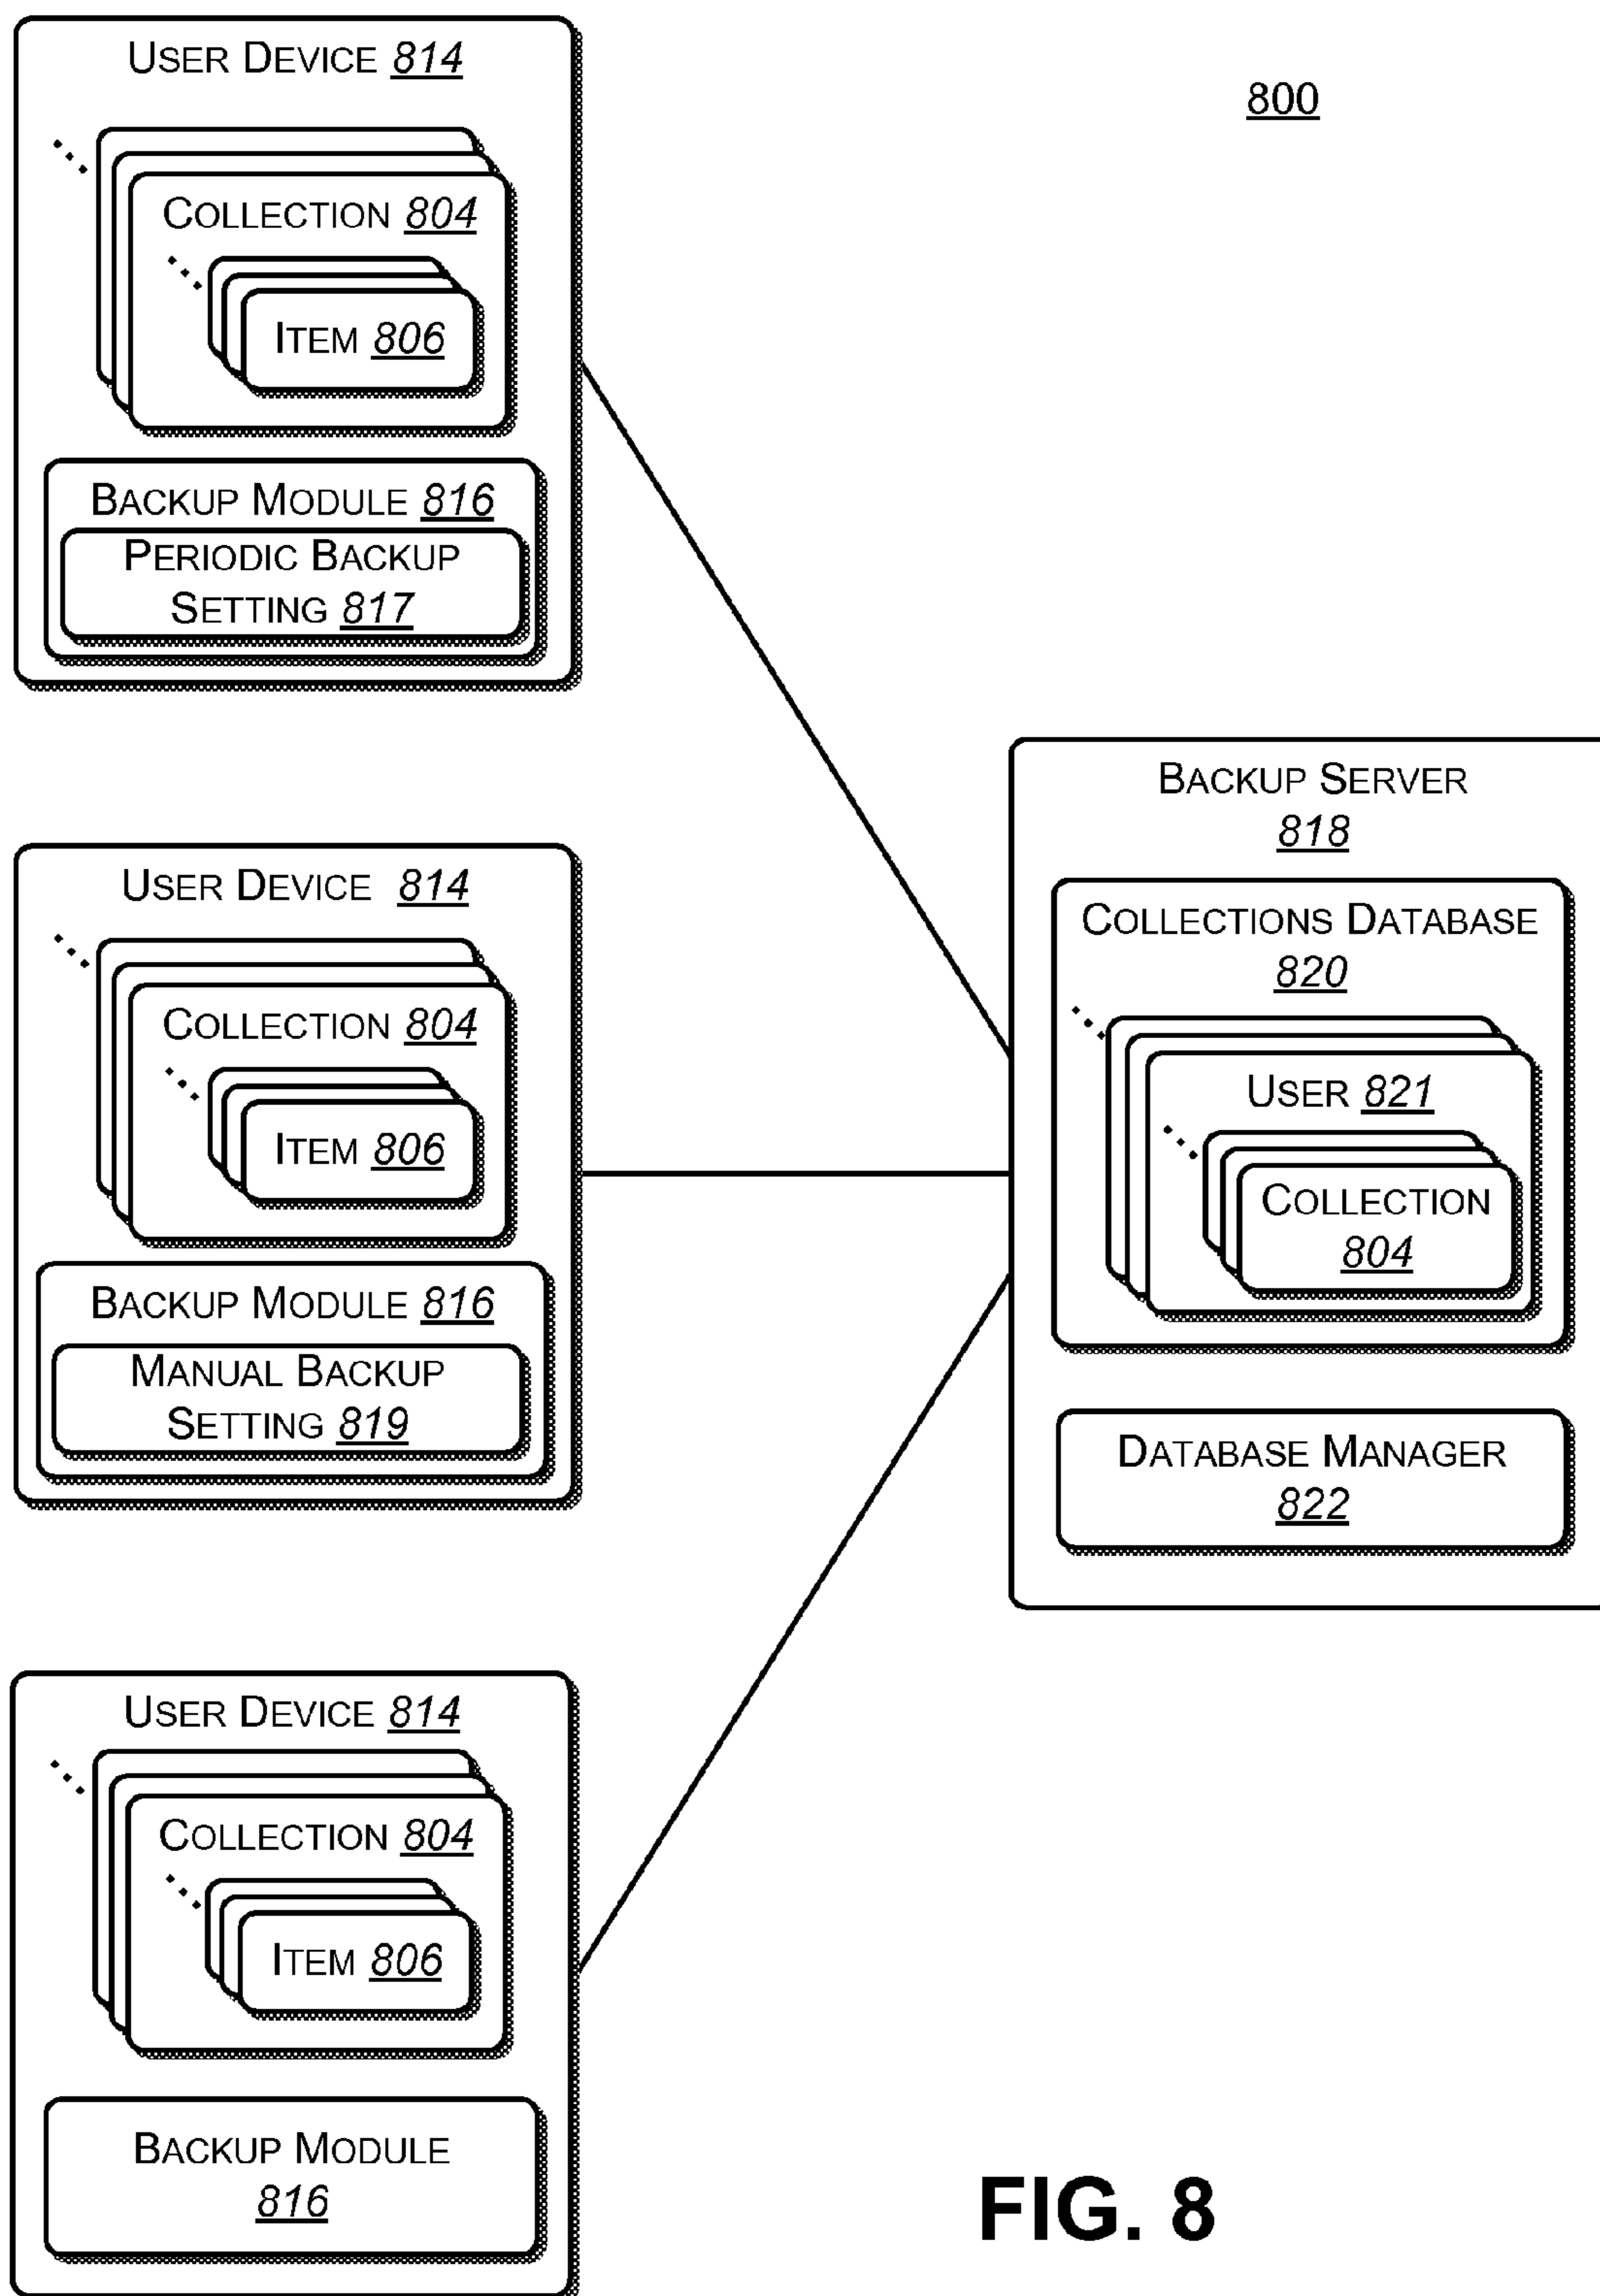 USER DEVICE 814
800
COLLECTION 804
ITEM 806
BACKUP MODULE 816
PERIODIC BACKUP
SETTING 817
BACKUP SERVER
818
USER DEVICE 814
COLLECTIONS DATABASE
820
COLLECTION 804
USER 821
ITEM 806
COLLECTION
804
BACKUP MODULE 816
MANUAL BACKUP
SETTING 819
DATABASE MANAGER
822
USER DEVICE 814
COLLECTION 804
ITEM 806
BACKUP MODULE
816
FIG. 8